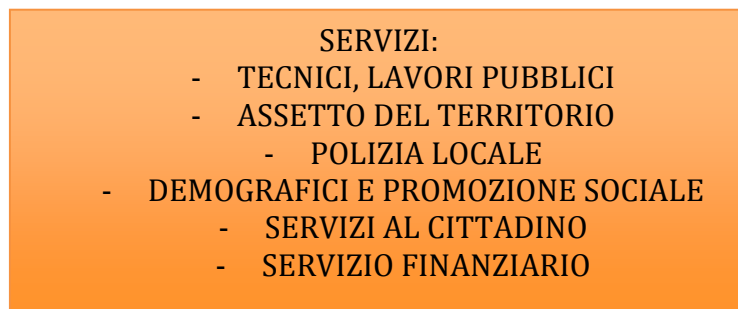 SERVIZI:
- TECNICI, LAVORI PUBBLICI
- ASSETTO DEL TERRITORIO
- POLIZIA LOCALE
- DEMOGRAFICI E PROMOZIONE SOCIALE
- SERVIZI AL CITTADINO
- SERVIZIO FINANZIARIO